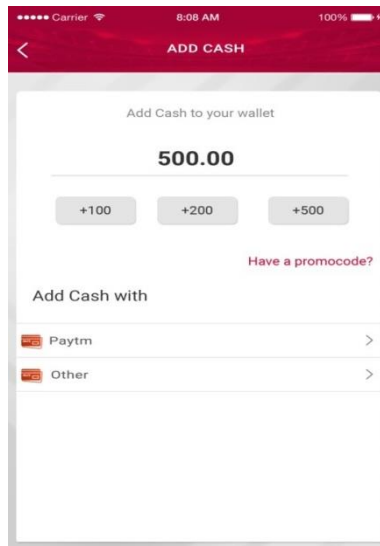 Carrier 8:08 AM 100%
ADD CASH
Add Cash to your wallet
500.00
+100 +200 +500
Have a promocode?
Add Cash with
Paytm
Other